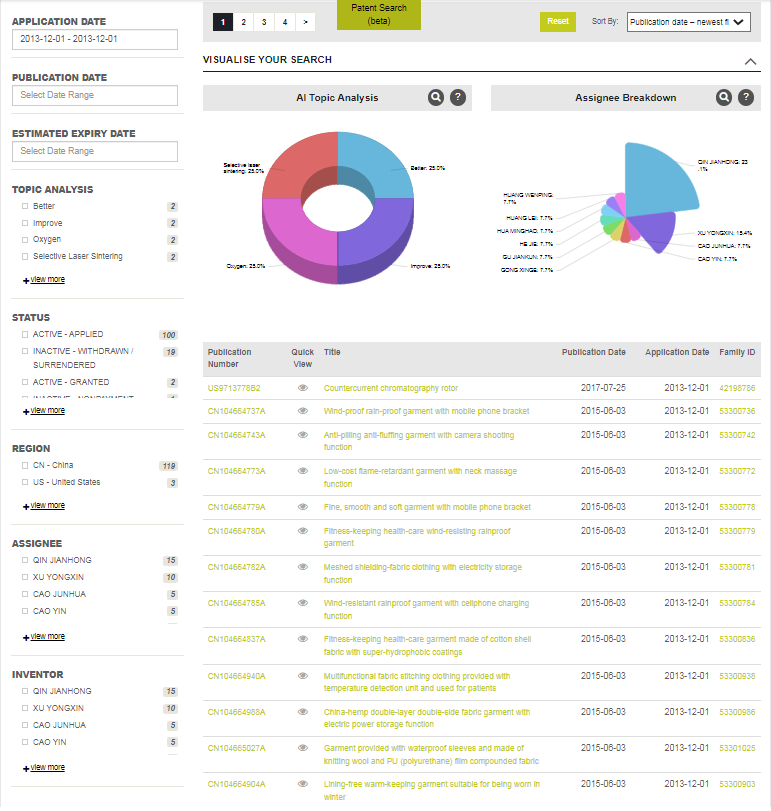 APPLICATION DATE
2013-12-01 - 2013-12-01
PUBLICATION DATE
Select Date Range
ESTIMATED EXPIRY DATE
Select Date Range
TOPIC ANALYSIS
Better 2
Improve 2
Oxygen 2
Selective Laser Sintering 2
+view more
STATUS
ACTIVE - APPLIED 100
INACTIVE - WITHDRAWN / 19
SURRENDERED
ACTIVE - GRANTED 2
INACTIVE - NONPAYMENT 1
+view more
REGION
CN - China 119
US - United States 3
+view more
ASSIGNEE
QIN JIANHONG 15
XU YONGXIN 10
CAO JUNHUA 5
CAO YIN 5
+view more
INVENTOR
QIN JIANHONG 15
XU YONGXIN 10
CAO JUNHUA 5
CAO YIN 5
+view more
1 2 3 4 >
Patent Search
(beta)
Reset
Sort By:
Publication date – newest fi
VISUALISE YOUR SEARCH
AI Topic Analysis ?
Selective laser
sintering: 25.0%
Better: 25.0%
Oxygen: 25.0%
Improve: 25.0%
Assignee Breakdown ?
QIN JIANHONG: 23
.1%
HUANG WENPING:
7.7%
HUANG LEI: 7.7%
HUA MINGHAO: 7.7%
HE JIE: 7.7%
GU JIANKUN: 7.7%
GONG XINGE: 7.7%
XU YONGXIN: 15.4%
CAO JUNHUA: 7.7%
CAO YIN: 7.7%
Publication Quick Title Publication Date Application Date Family ID
Number View
US9713778B2 Countercurrent chromatography rotor 2017-07-25 2013-12-01 42198786
CN104664737A Wind-proof rain-proof garment with mobile phone bracket 2015-06-03 2013-12-01 53300736
CN104664743A Anti-pilling anti-fluffing garment with camera shooting 2015-06-03 2013-12-01 53300742
function
CN104664773A Low-cost flame-retardant garment with neck massage 2015-06-03 2013-12-01 53300772
function
CN104664779A Fine, smooth and soft garment with mobile phone bracket 2015-06-03 2013-12-01 53300778
CN104664780A Fitness-keeping health-care wind-resisting rainproof 2015-06-03 2013-12-01 53300779
garment
CN104664782A Meshed shielding-fabric clothing with electricity storage 2015-06-03 2013-12-01 53300781
function
CN104664785A Wind-resistant rainproof garment with cellphone charging 2015-06-03 2013-12-01 53300784
function
CN104664837A Fitness-keeping health-care garment made of cotton shell 2015-06-03 2013-12-01 53300836
fabric with super-hydrophobic coatings
CN104664940A Multifunctional fabric stitching clothing provided with 2015-06-03 2013-12-01 53300938
temperature detection unit and used for patients
CN104664988A China-hemp double-layer double-side fabric garment with 2015-06-03 2013-12-01 53300986
electric power storage function
CN104665027A Garment provided with waterproof sleeves and made of 2015-06-03 2013-12-01 53301025
knitting wool and PU (polyurethane) film compounded fabric
CN104664904A Lining-free warm-keeping garment suitable for being worn in 2015-06-03 2013-12-01 53300903
winter